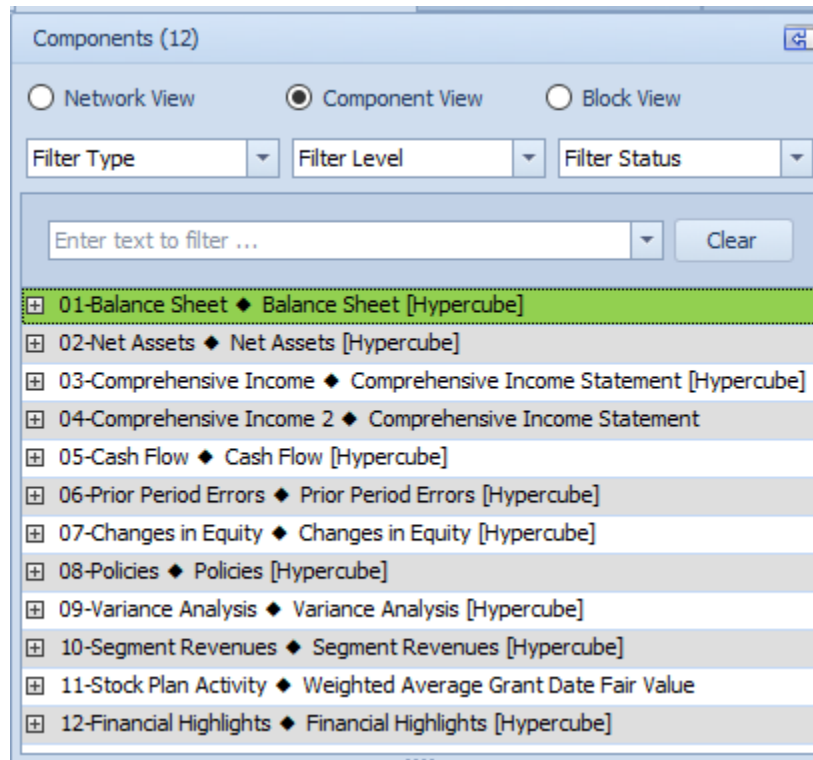 Components (12)
Network View Component View Block View
Filter Type Filter Level Filter Status
Enter text to filter ... Clear
01-Balance Sheet ◆ Balance Sheet [Hypercube]
02-Net Assets ◆ Net Assets [Hypercube]
03-Comprehensive Income ◆ Comprehensive Income Statement [Hypercube]
04-Comprehensive Income 2 ◆ Comprehensive Income Statement
05-Cash Flow ◆ Cash Flow [Hypercube]
06-Prior Period Errors ◆ Prior Period Errors [Hypercube]
07-Changes in Equity ◆ Changes in Equity [Hypercube]
08-Policies ◆ Policies [Hypercube]
09-Variance Analysis ◆ Variance Analysis [Hypercube]
10-Segment Revenues ◆ Segment Revenues [Hypercube]
11-Stock Plan Activity ◆ Weighted Average Grant Date Fair Value
12-Financial Highlights ◆ Financial Highlights [Hypercube]